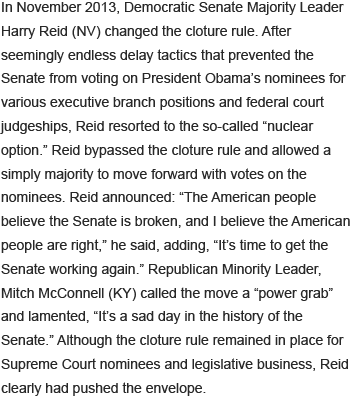 In November 2013, Democratic Senate Majority Leader
Harry Reid (NV) changed the cloture rule. After
seemingly endless delay tactics that prevented the
Senate from voting on President Obama’s nominees for
various executive branch positions and federal court
judgeships, Reid resorted to the so-called “nuclear
option.” Reid bypassed the cloture rule and allowed a
simply majority to move forward with votes on the
nominees. Reid announced: “The American people
believe the Senate is broken, and I believe the American
people are right,” he said, adding, “It’s time to get the
Senate working again.” Republican Minority Leader,
Mitch McConnell (KY) called the move a “power grab”
and lamented, “It’s a sad day in the history of the
Senate.” Although the cloture rule remained in place for
Supreme Court nominees and legislative business, Reid
clearly had pushed the envelope.